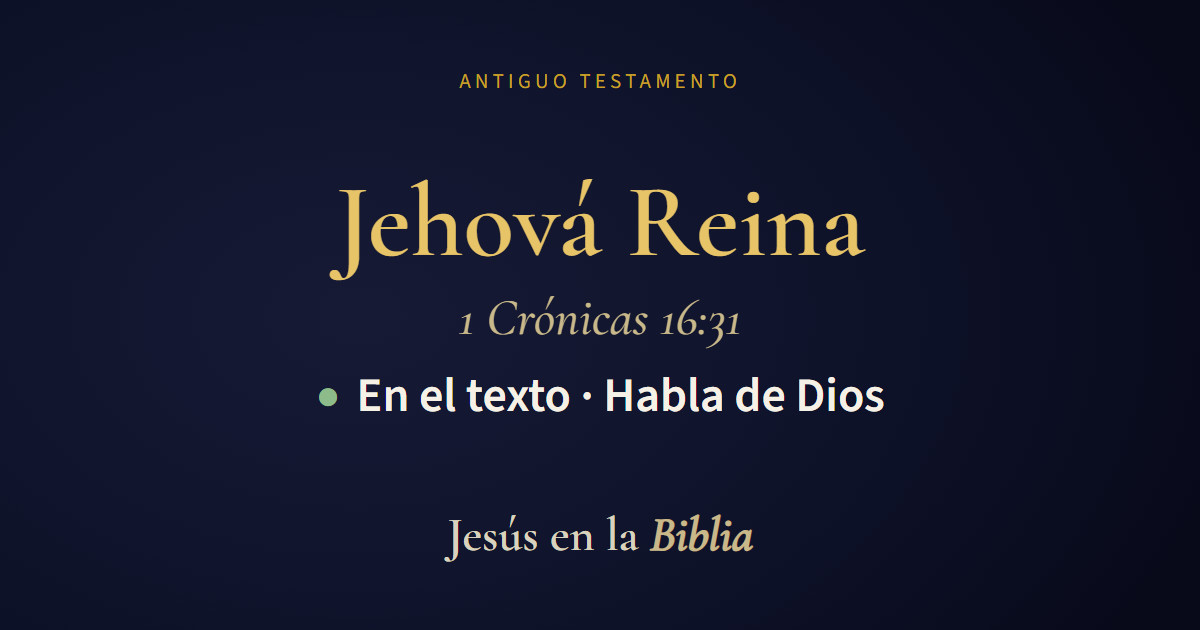 ANTIGUO TESTAMENTO
Jehová Reina
1 Crónicas 16:31
En el texto · Habla de Dios
Jesús en la Biblia